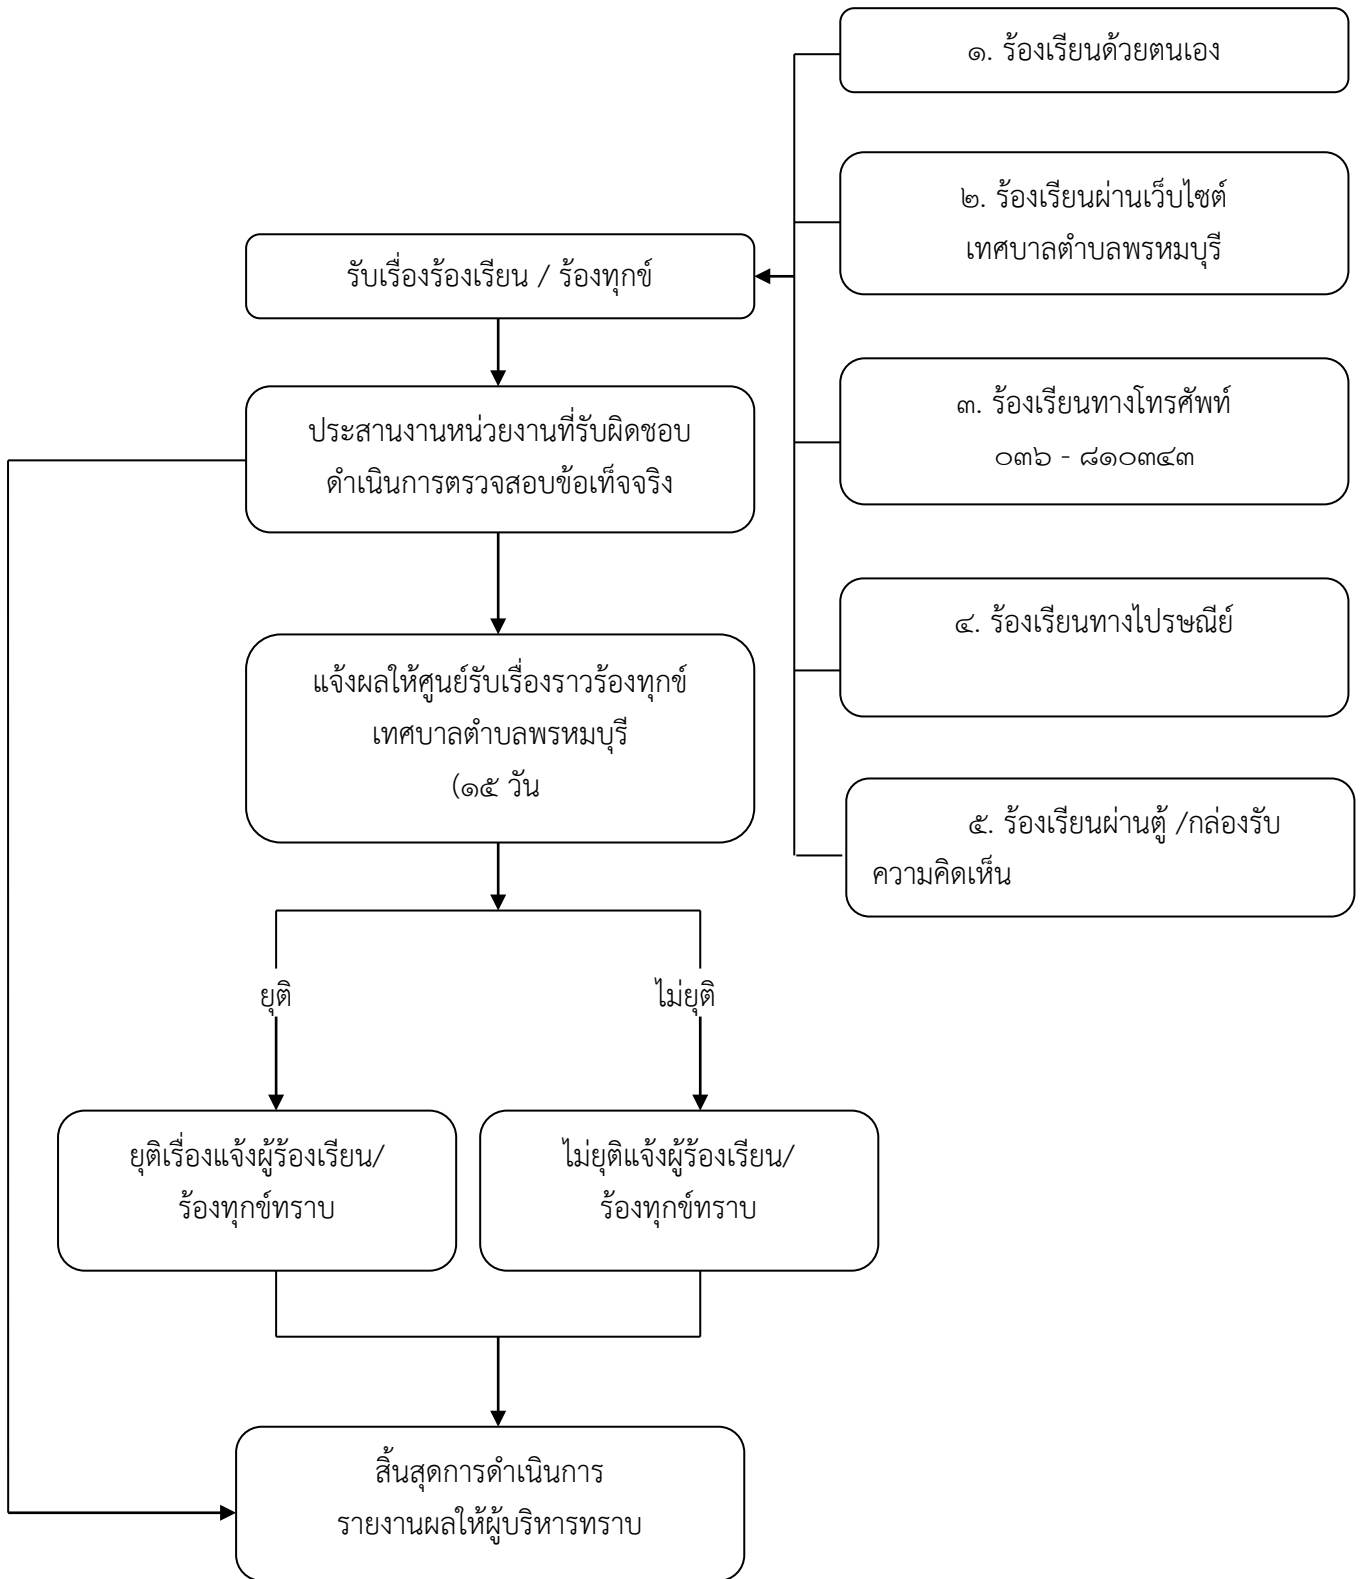 ๑. ร้องเรียนด้วยตนเอง
๒. ร้องเรียนผ่านเว็บไซต์
เทศบาลตำบลพรหมบุรี
รับเรื่องร้องเรียน / ร้องทุกข์
๓. ร้องเรียนทางโทรศัพท์
๐๓๖ - ๘๑๐๓๔๓
ประสานงานหน่วยงานที่รับผิดชอบ
ดำเนินการตรวจสอบข้อเท็จจริง
๔. ร้องเรียนทางไปรษณีย์
แจ้งผลให้ศูนย์รับเรื่องราวร้องทุกข์
เทศบาลตำบลพรหมบุรี
(๑๕ วัน
๕. ร้องเรียนผ่านตู้ /กล่องรับ
ความคิดเห็น
ยุติ
ไม่ยุติ
ยุติเรื่องแจ้งผู้ร้องเรียน/
ร้องทุกข์ทราบ
ไม่ยุติแจ้งผู้ร้องเรียน/
ร้องทุกข์ทราบ
สิ้นสุดการดำเนินการ
รายงานผลให้ผู้บริหารทราบ